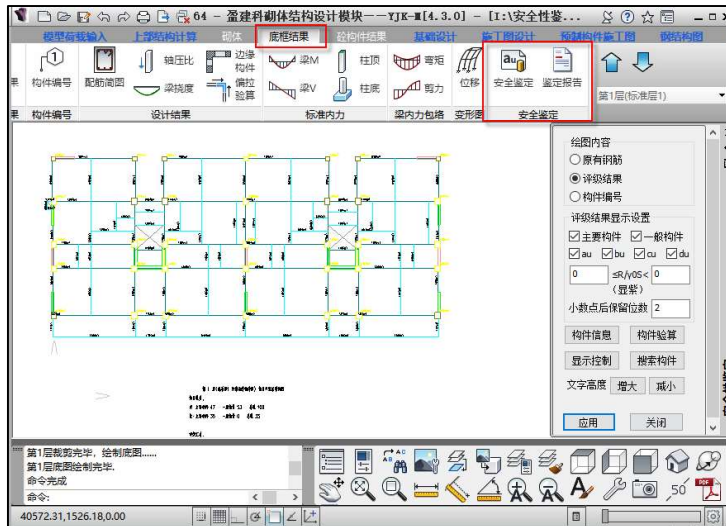 64 - 盈建科砌体结构设计模块---YJK-M[4.3.0] - [I:\安全性鉴...
模型荷载输入 上部结构计算 砌体 底框结果 砼构件结果 基础设计 施工图设计 预制构件施工图 钢结构图
果 构件编号 配筋简图 轴压比 梁挠度 边缘构件 偏拉验算 梁M 梁V 柱顶 柱底 弯矩 剪力 位移 安全鉴定 鉴定报告
第1层(标准层1)
果 构件编号 设计结果 标准内力 梁内力包络 变形图 安全鉴定
绘图内容
原有钢筋
评级结果
构件编号
评级结果显示设置
主要构件 一般构件
au bu cu du
0 ≤R/γ0S< 0
(显紫)
小数点后保留位数 2
构件信息 构件验算
显示控制 搜索构件
文字高度 增大 减小
应用 关闭
第1层裁剪完毕, 绘制底图......
第1层底图绘制完毕.
命令完成
命令:
40572.31,1526.18,0.00